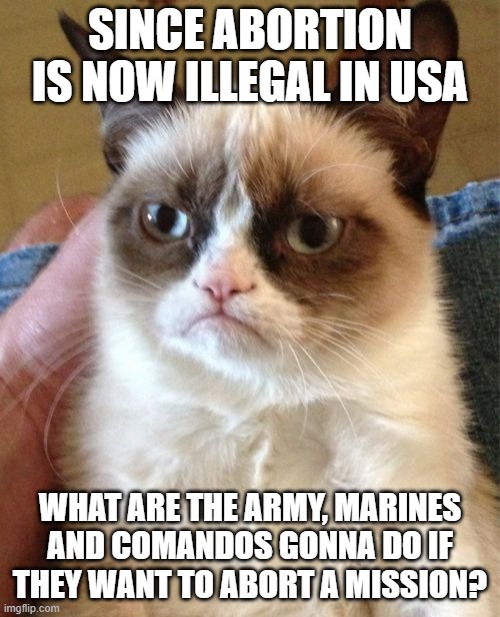 SINCE ABORTION
IS NOW ILLEGAL IN USA
WHAT ARE THE ARMY, MARINES
AND COMANDOS GONNA DO IF
THEY WANT TO ABORT A MISSION?
imgflip.com